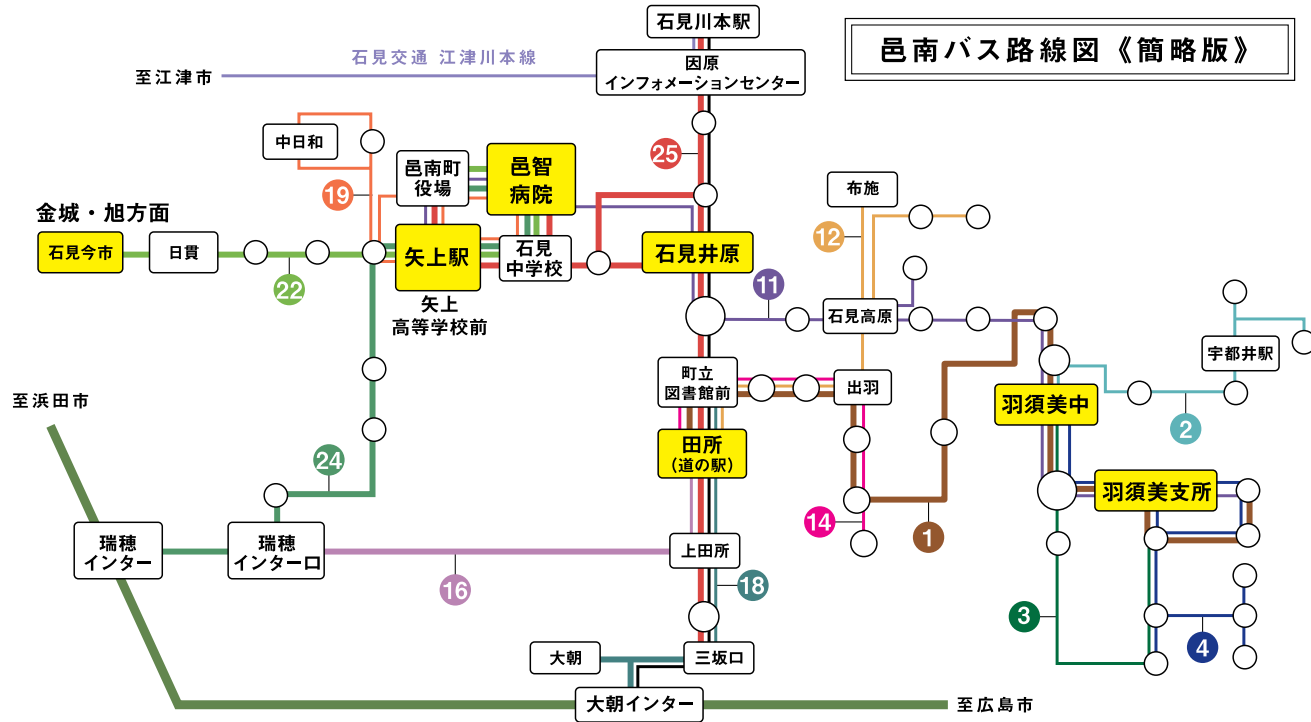 邑南バス路線図《簡略版》
石見川本駅
石見交通 江津川本線
至江津市
因原
インフォメーションセンター
中日和
邑南町
役場
邑智
病院
25
布施
19
金城・旭方面
石見今市
日貫
22
矢上駅
矢上
高等学校前
石見
中学校
石見井原
12
11
石見高原
宇都井駅
2
町立
図書館前
出羽
羽須美中
至浜田市
田所
(道の駅)
24
羽須美支所
14
1
瑞穂
インター
瑞穂
インター口
16
上田所
18
3
4
大朝
三坂口
大朝インター
至広島市